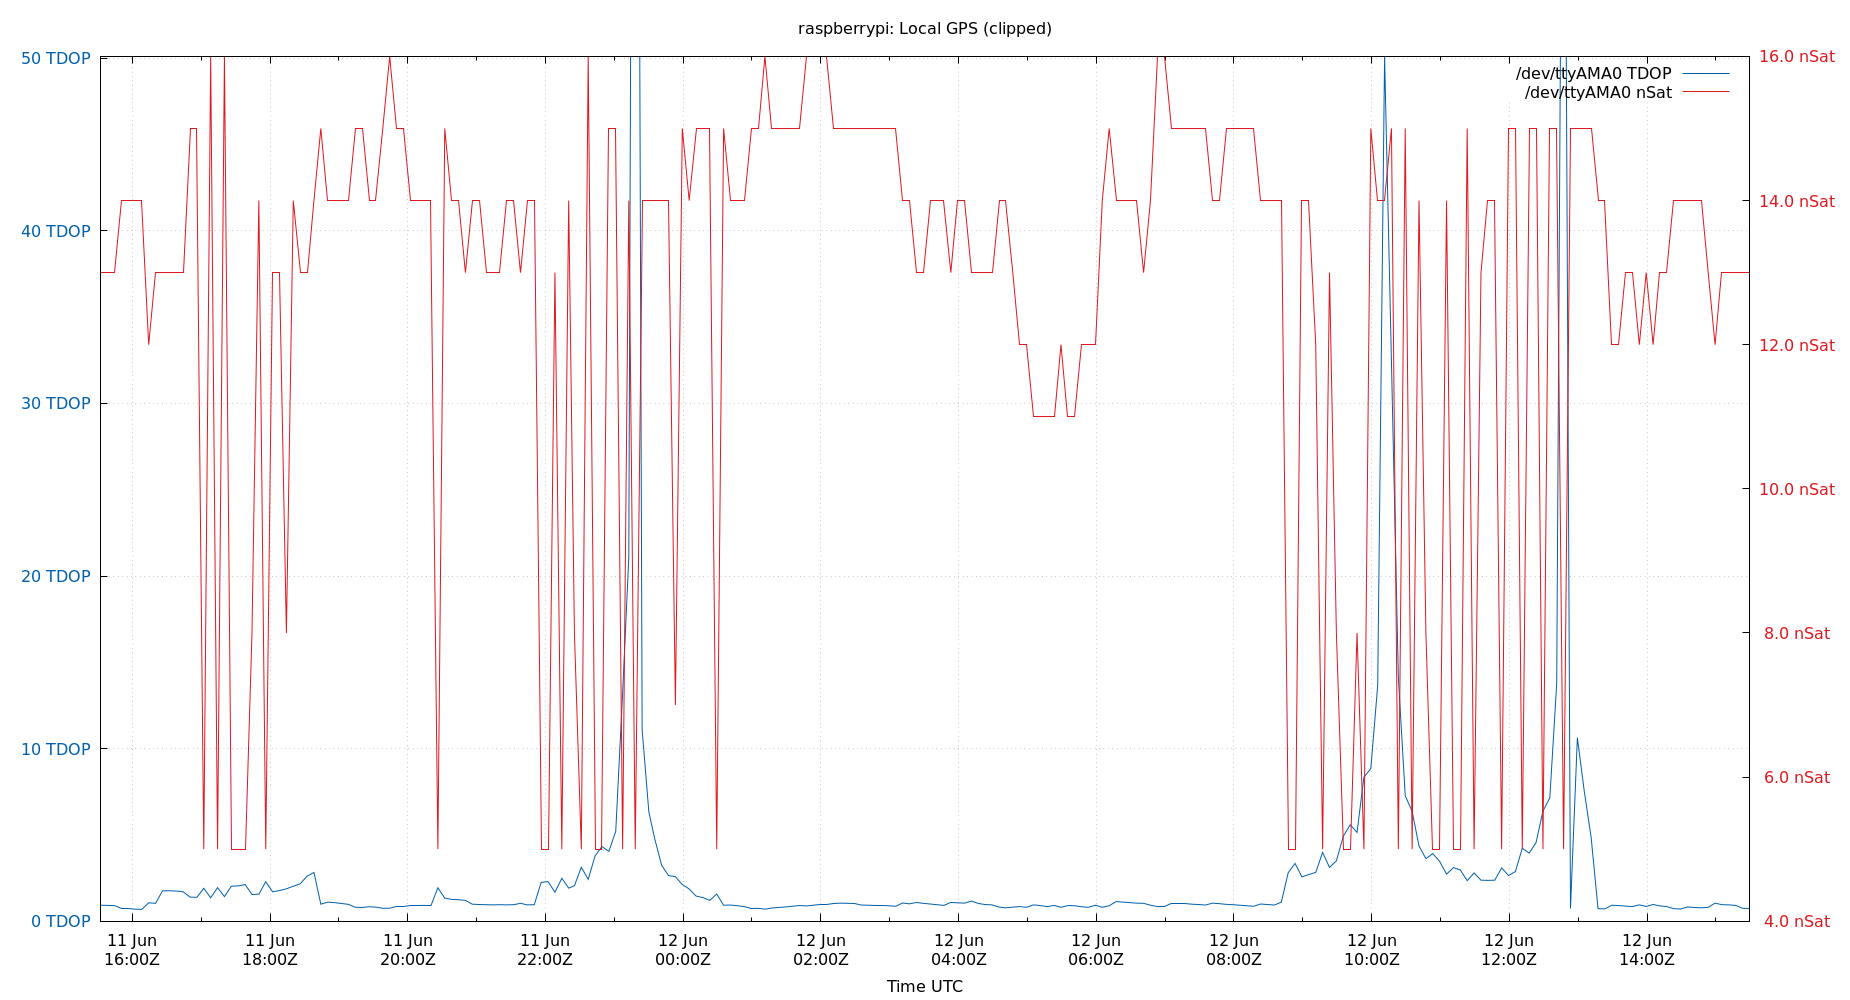 raspberrypi: Local GPS (clipped)
50 TDOP
40 TDOP
30 TDOP
20 TDOP
10 TDOP
0 TDOP
16.0 nSat
14.0 nSat
12.0 nSat
10.0 nSat
8.0 nSat
6.0 nSat
4.0 nSat
/dev/ttyAMA0 TDOP
/dev/ttyAMA0 nSat
11 Jun 11 Jun 11 Jun 11 Jun 12 Jun 12 Jun 12 Jun 12 Jun 12 Jun 12 Jun 12 Jun 12 Jun
16:00Z 18:00Z 20:00Z 22:00Z 00:00Z 02:00Z 04:00Z 06:00Z 08:00Z 10:00Z 12:00Z 14:00Z
Time UTC